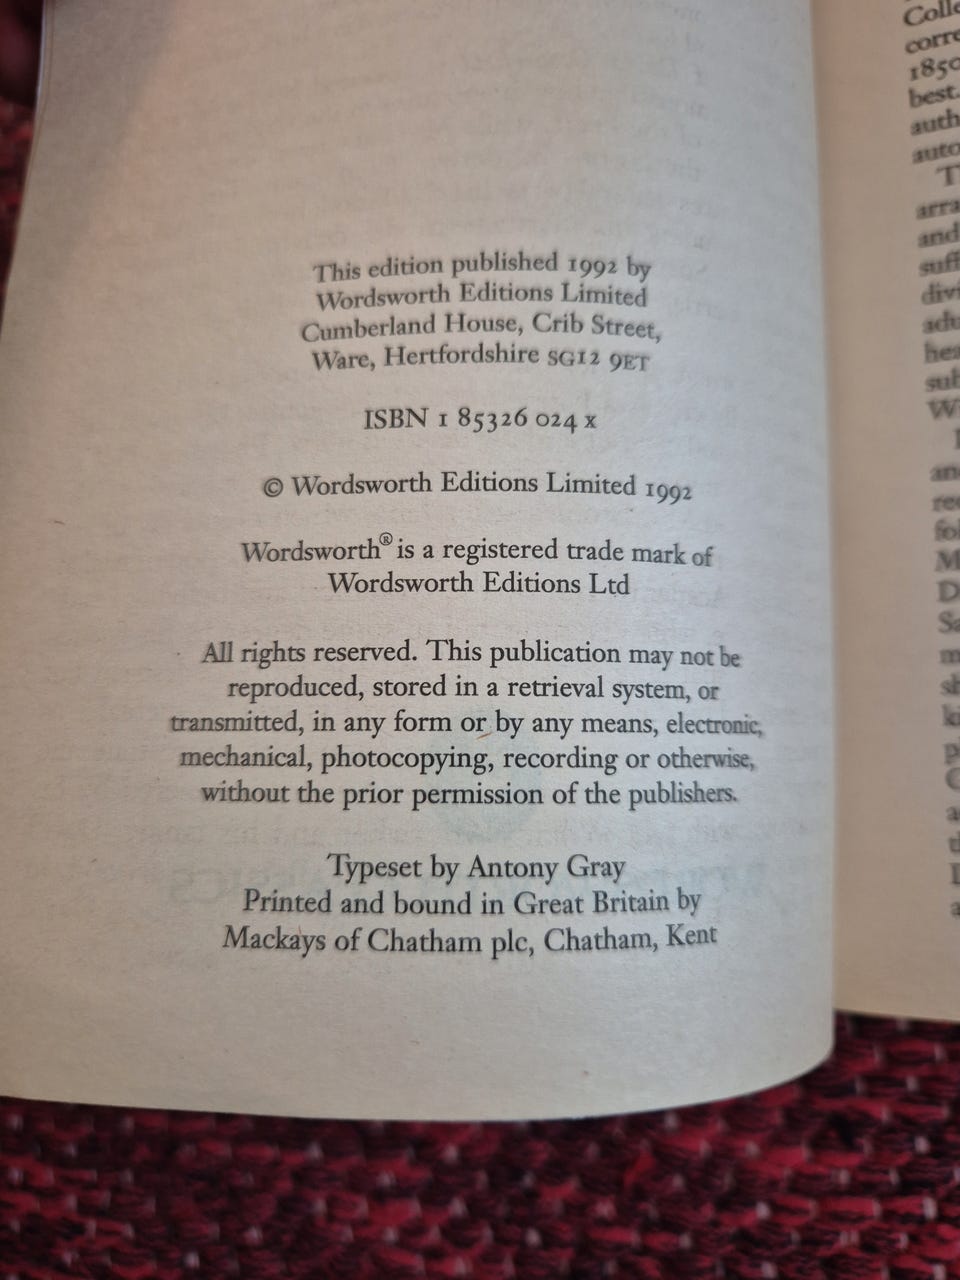 This edition published 1992 by
Wordsworth Editions Limited
Cumberland House, Crib Street,
Ware, Hertfordshire SG12 9ET
ISBN 1 85326 024 x
© Wordsworth Editions Limited 1992
Wordsworth® is a registered trade mark of
Wordsworth Editions Ltd
All rights reserved. This publication may not be
reproduced, stored in a retrieval system, or
transmitted, in any form or by any means, electronic,
mechanical, photocopying, recording or otherwise,
without the prior permission of the publishers.
Typeset by Antony Gray
Printed and bound in Great Britain by
Mackays of Chatham plc, Chatham, Kent
1850
best.
and